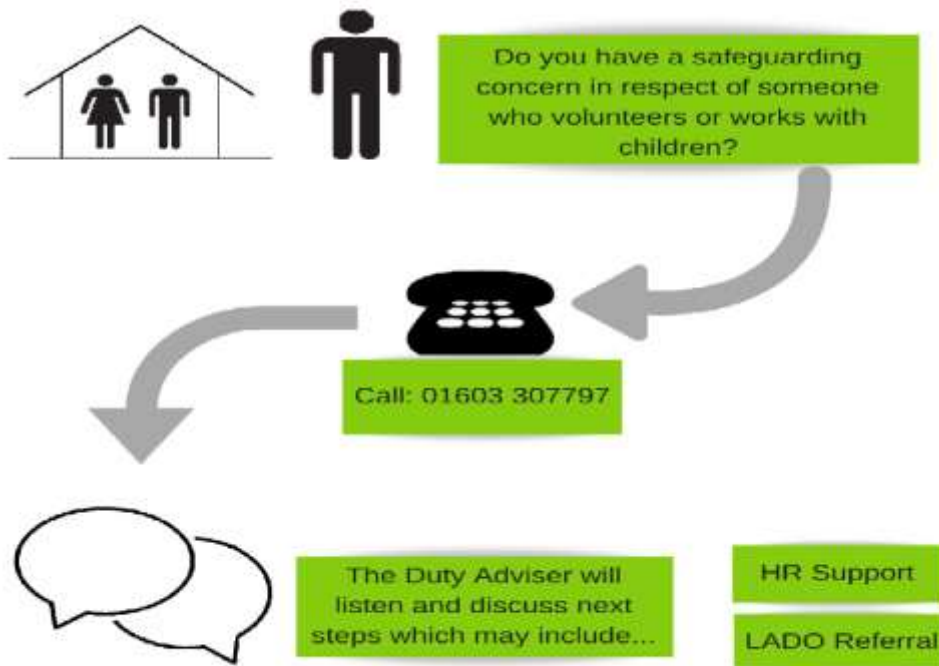 Do you have a safeguarding
concern in respect of someone
who volunteers or works with
children?
Call: 01603 307797
The Duty Adviser will
listen and discuss next
steps which may include...
HR Support
LADO Referral